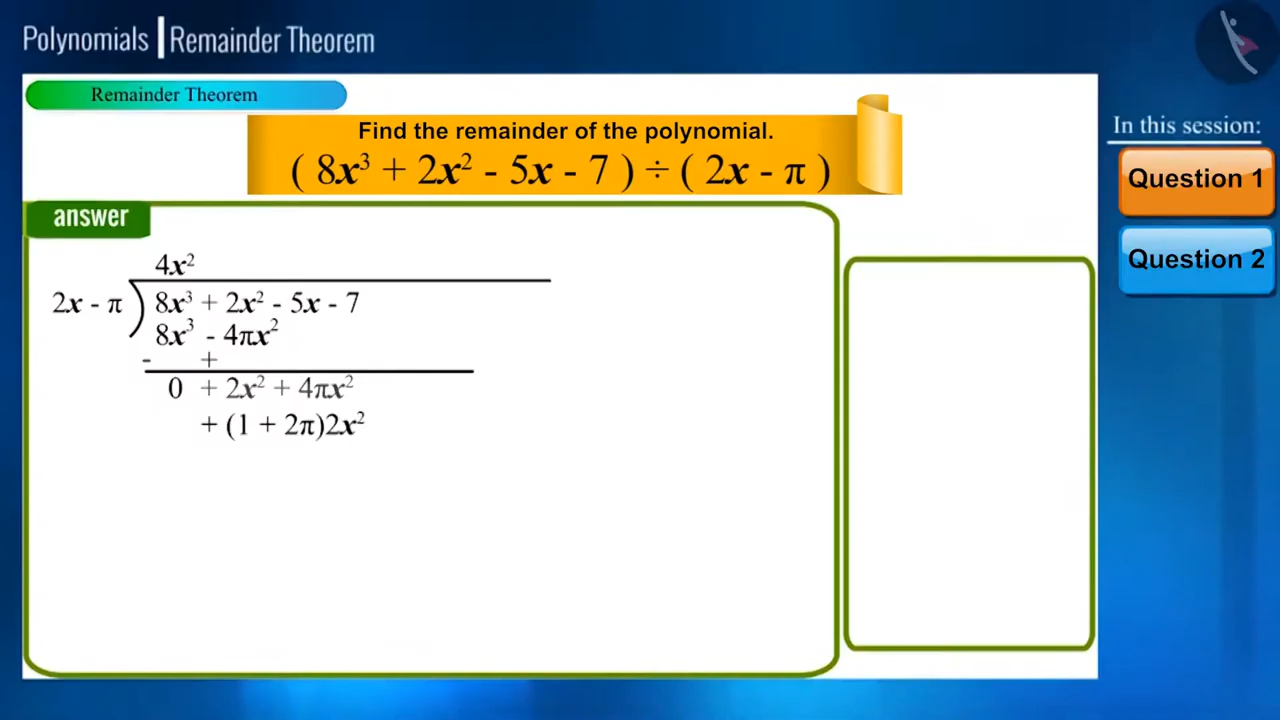 Polynomials | Remainder Theorem
Remainder Theorem
Find the remainder of the polynomial.
( 8x³ + 2x² - 5x - 7 ) ÷ ( 2x - π )
In this session:
Question 1
Question 2
answer
4x²
2x - π ) 8x³ + 2x² - 5x - 7
8x³ - 4πx²
- +
0 + 2x² + 4πx²
+ (1 + 2π)2x²